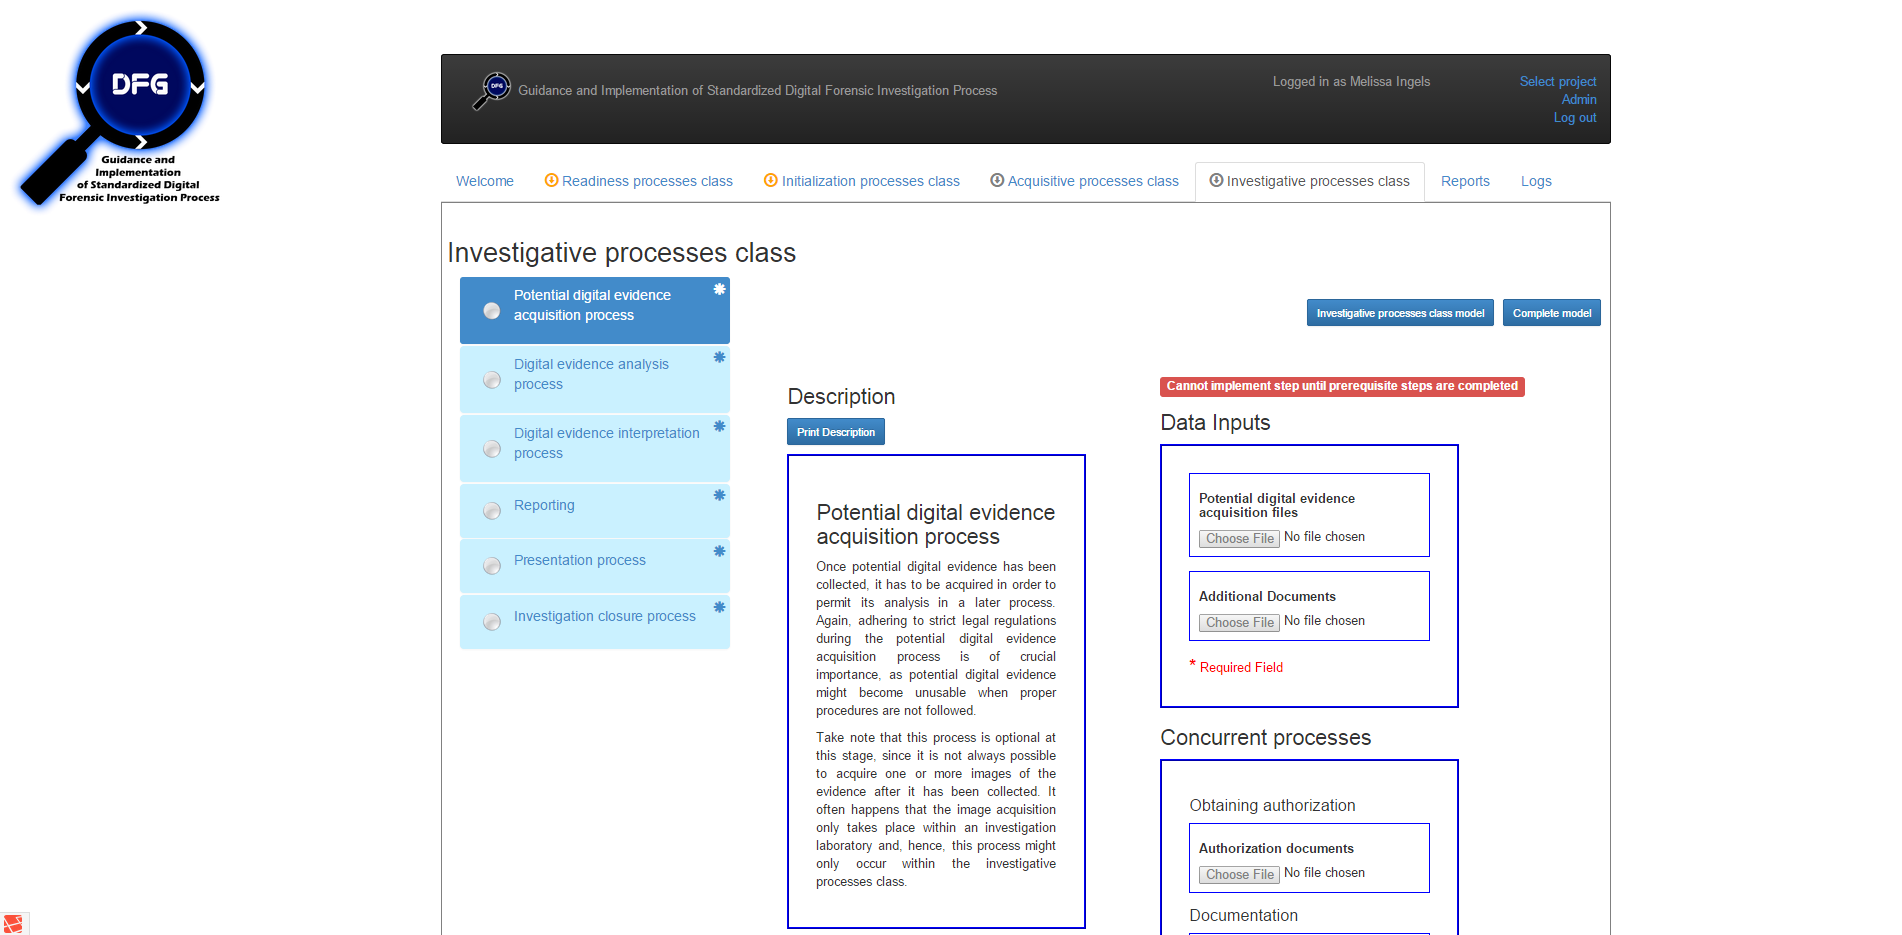 DFG
Guidance and
Implementation
of Standardized Digital
Forensic Investigation Process
DFG
Guidance and Implementation of Standardized Digital Forensic Investigation Process
Logged in as Melissa Ingels
Select project
Admin
Log out
Welcome
Readiness processes class
Initialization processes class
Acquisitive processes class
Investigative processes class
Reports
Logs
Investigative processes class
Potential digital evidence
acquisition process
Digital evidence analysis
process
Digital evidence interpretation
process
Reporting
Presentation process
Investigation closure process
Investigative processes class model
Complete model
Description
Print Description
Potential digital evidence
acquisition process
Once potential digital evidence has been
collected, it has to be acquired in order to
permit its analysis in a later process.
Again, adhering to strict legal regulations
during the potential digital evidence
acquisition process is of crucial
importance, as potential digital evidence
might become unusable when proper
procedures are not followed.
Take note that this process is optional at
this stage, since it is not always possible
to acquire one or more images of the
evidence after it has been collected. It
often happens that the image acquisition
only takes place within an investigation
laboratory and, hence, this process might
only occur within the investigative
processes class.
Cannot implement step until prerequisite steps are completed
Data Inputs
Potential digital evidence
acquisition files
Choose File No file chosen
Additional Documents
Choose File No file chosen
* Required Field
Concurrent processes
Obtaining authorization
Authorization documents
Choose File No file chosen
Documentation